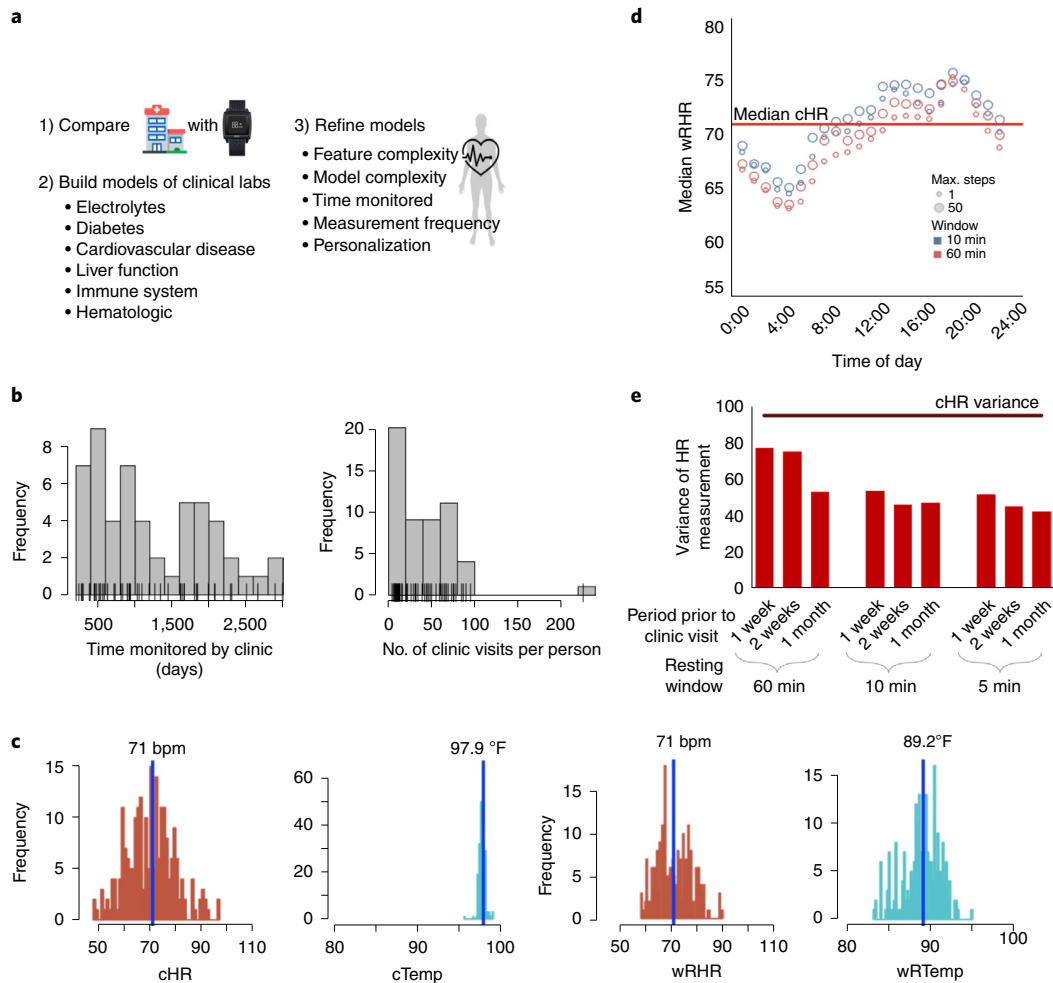 a
1) Compare with
2) Build models of clinical labs
• Electrolytes
• Diabetes
• Cardiovascular disease
• Liver function
• Immune system
• Hematologic
3) Refine models
• Feature complexity
• Model complexity
• Time monitored
• Measurement frequency
• Personalization
b
Frequency
8
6
4
2
0
500
1,500
2,500
Time monitored by clinic
(days)
Frequency
20
15
10
5
0
0
50
100
150
200
No. of clinic visits per person
c
71 bpm
Frequency
15
10
5
0
50
70
90
110
cHR
97.9 °F
60
40
20
0
80
90
100
cTemp
71 bpm
Frequency
15
10
5
0
50
70
90
110
wRHR
89.2°F
15
10
5
0
80
90
100
wRTemp
d
Median wRHR
80
75
70
65
60
55
Median cHR
Max. steps
1
50
Window
10 min
60 min
0:00
4:00
8:00
12:00
16:00
20:00
24:00
Time of day
e
cHR variance
Variance of HR
measurement
100
80
60
40
20
0
Period prior to
clinic visit
1 week
2 weeks
1 month
1 week
2 weeks
1 month
1 week
2 weeks
1 month
Resting
window
60 min
10 min
5 min